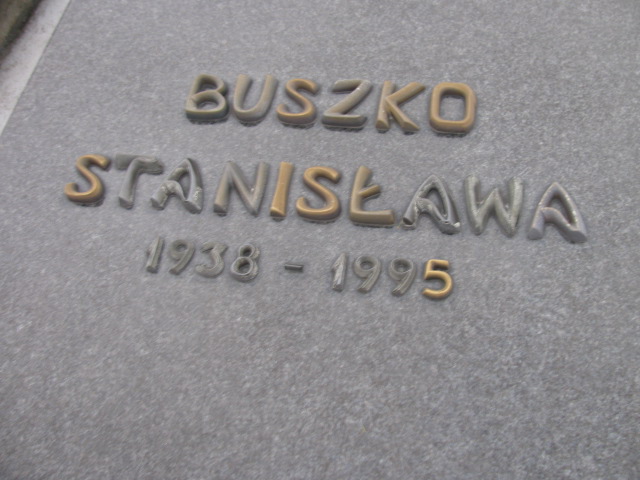 BUSZKO
STANISŁAWA
1938 - 1995